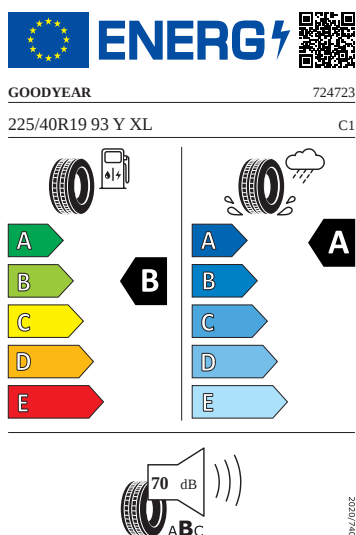 ENERG
GOODYEAR 724723
225/40R19 93 Y XL C1
A A A
B B B
C C
D D
E E
70 dB
ABC
2020/740